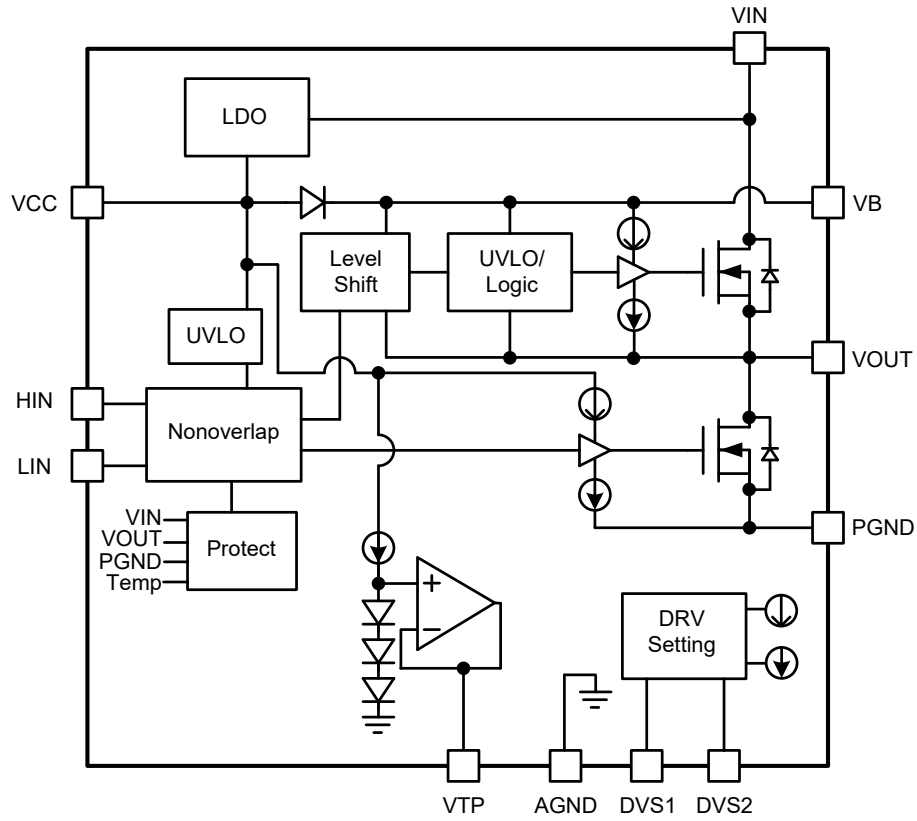 VIN
LDO
VCC
VB
Level
Shift
UVLO/
Logic
UVLO
VOUT
HIN
Nonoverlap
LIN
VIN
VOUT
PGND
Temp
Protect
PGND
+
−
DRV
Setting
VTP
AGND
DVS1
DVS2